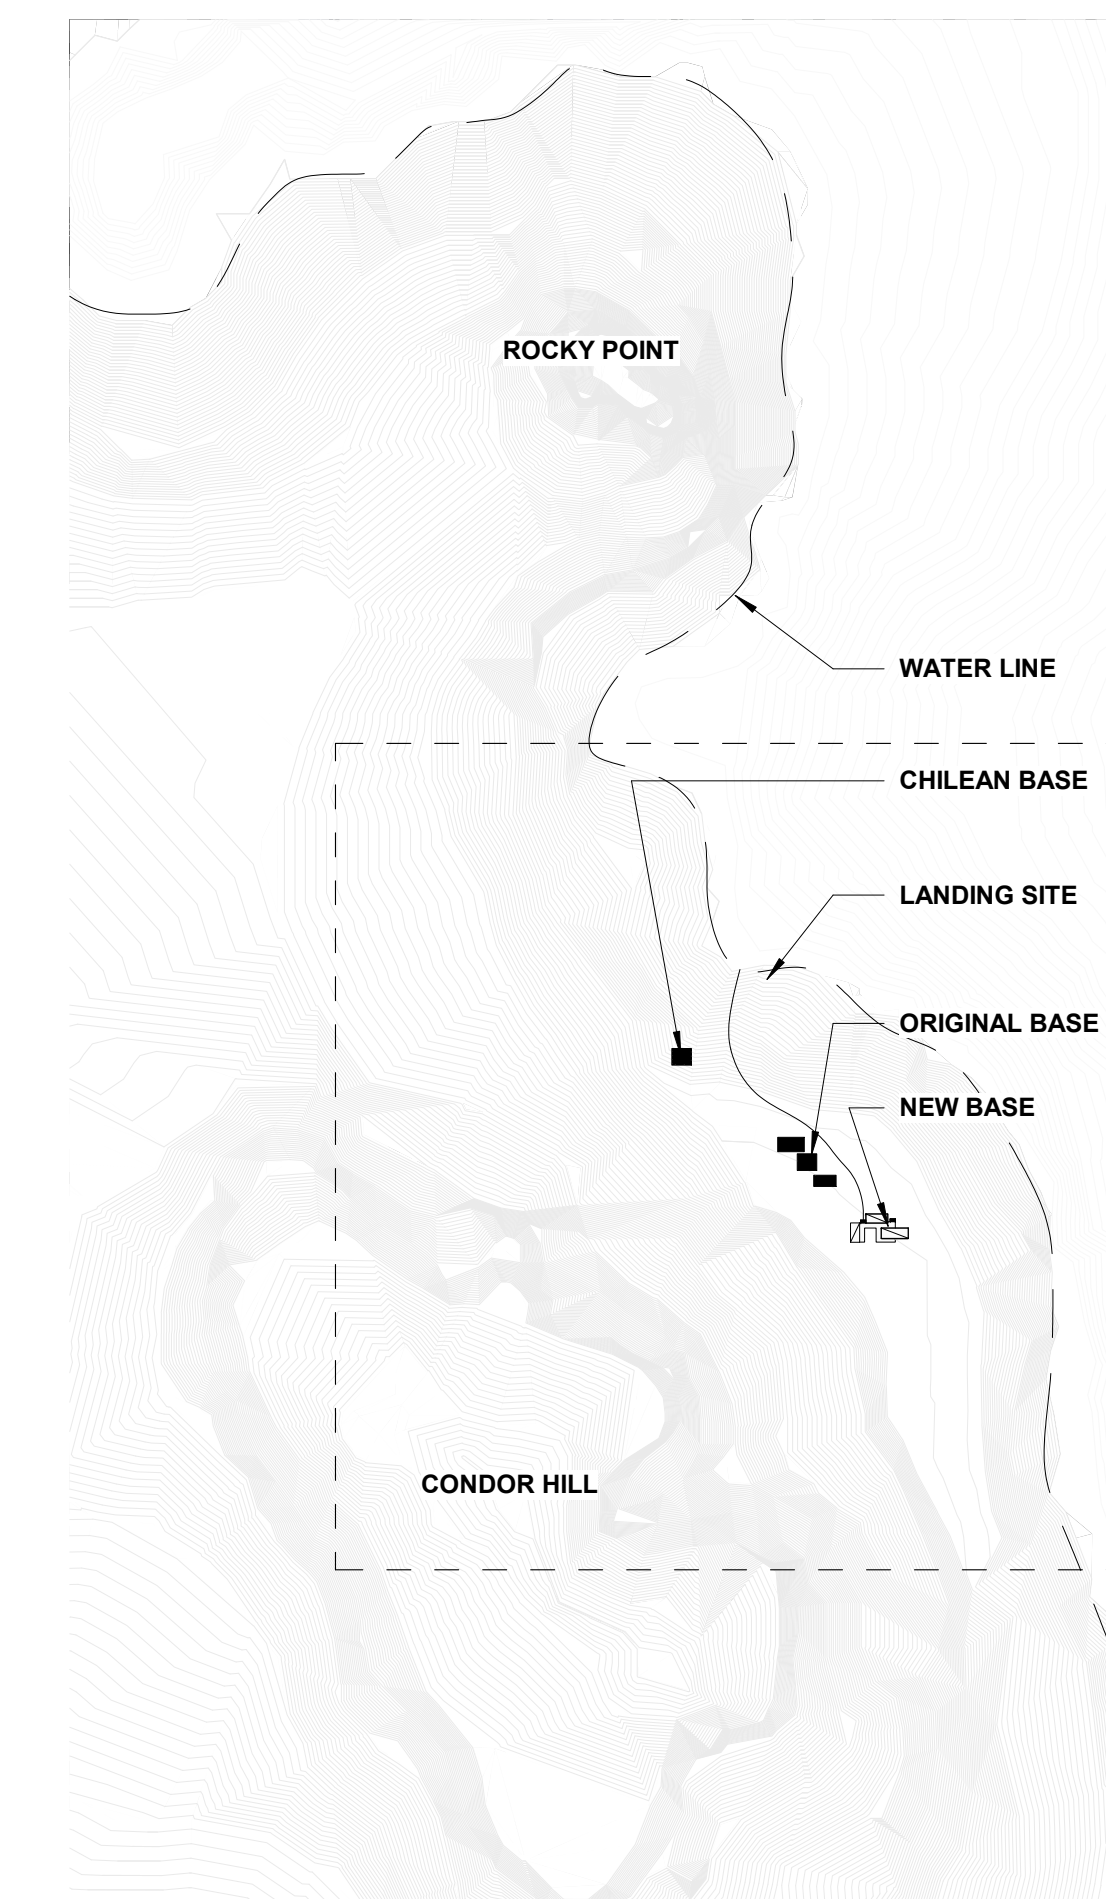 ROCKY POINT
WATER LINE
CHILEAN BASE
LANDING SITE
ORIGINAL BASE
NEW BASE
CONDOR HILL